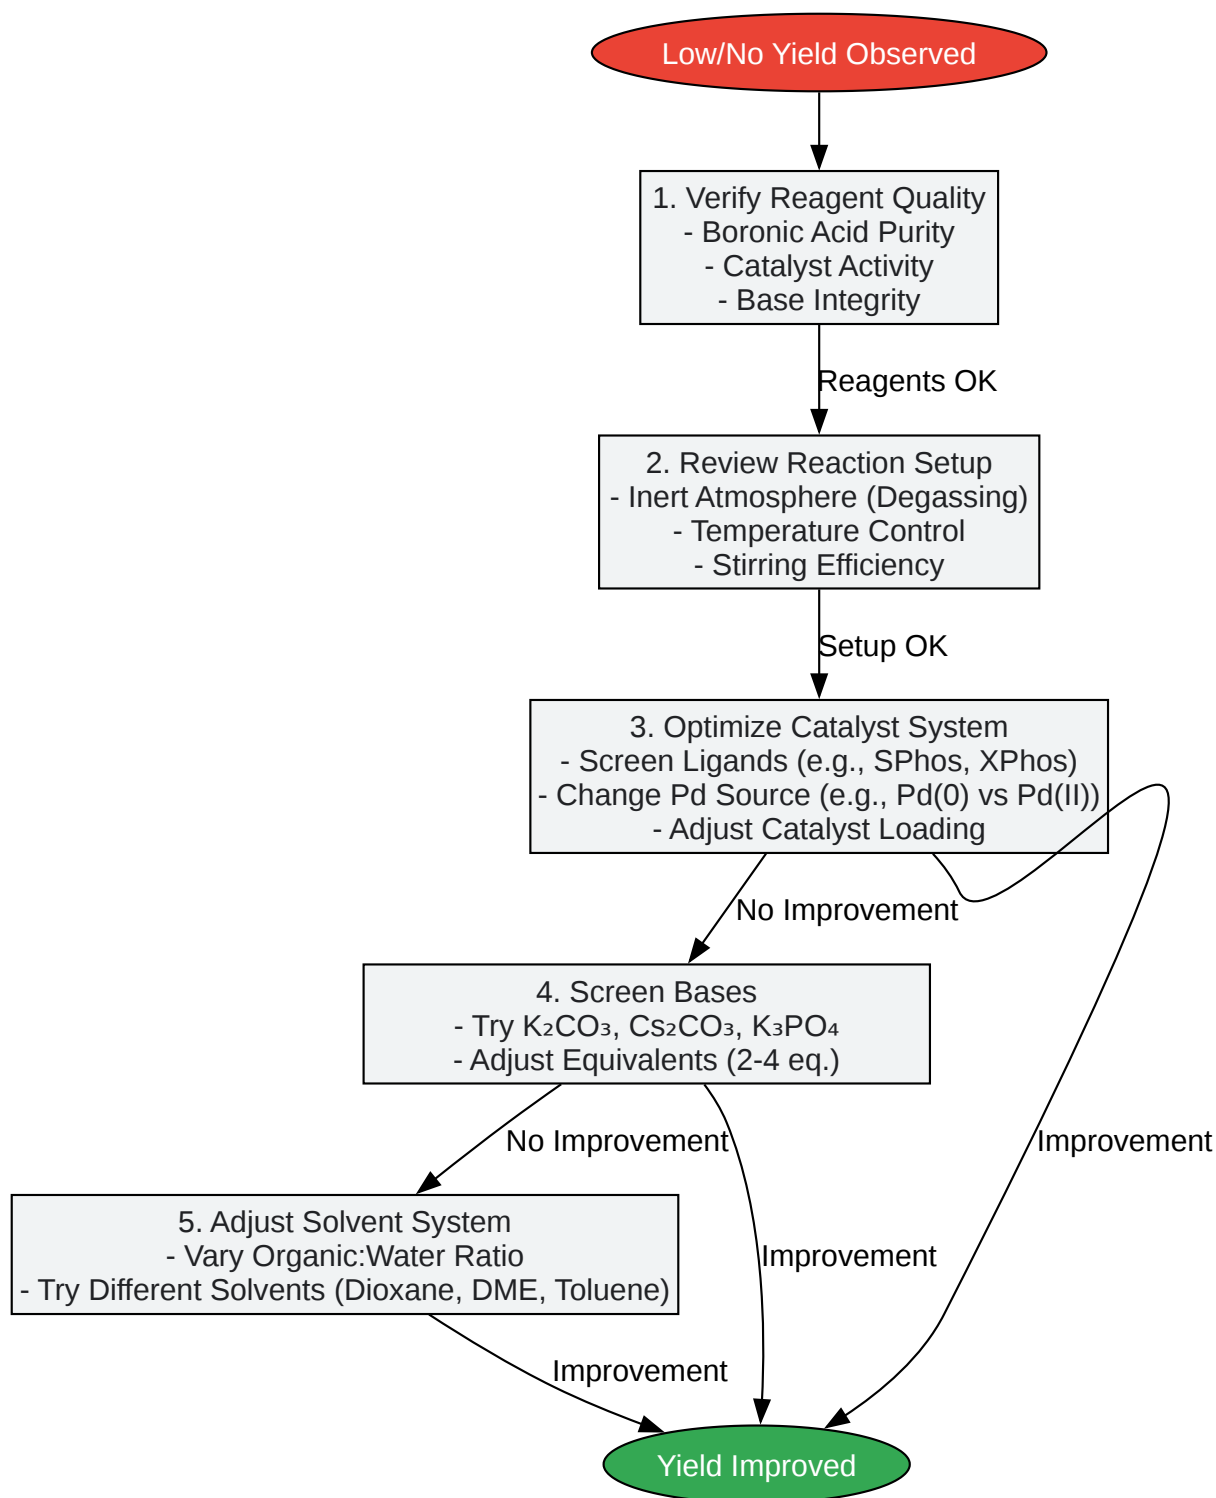 Low/No Yield Observed
1. Verify Reagent Quality
- Boronic Acid Purity
- Catalyst Activity
- Base Integrity
Reagents OK
2. Review Reaction Setup
- Inert Atmosphere (Degassing)
- Temperature Control
- Stirring Efficiency
Setup OK
3. Optimize Catalyst System
- Screen Ligands (e.g., SPhos, XPhos)
- Change Pd Source (e.g., Pd(0) vs Pd(II))
- Adjust Catalyst Loading
No Improvement
4. Screen Bases
- Try K₂CO₃, Cs₂CO₃, K₃PO₄
- Adjust Equivalents (2-4 eq.)
No Improvement
Improvement
5. Adjust Solvent System
- Vary Organic:Water Ratio
- Try Different Solvents (Dioxane, DME, Toluene)
Improvement
Improvement
Yield Improved